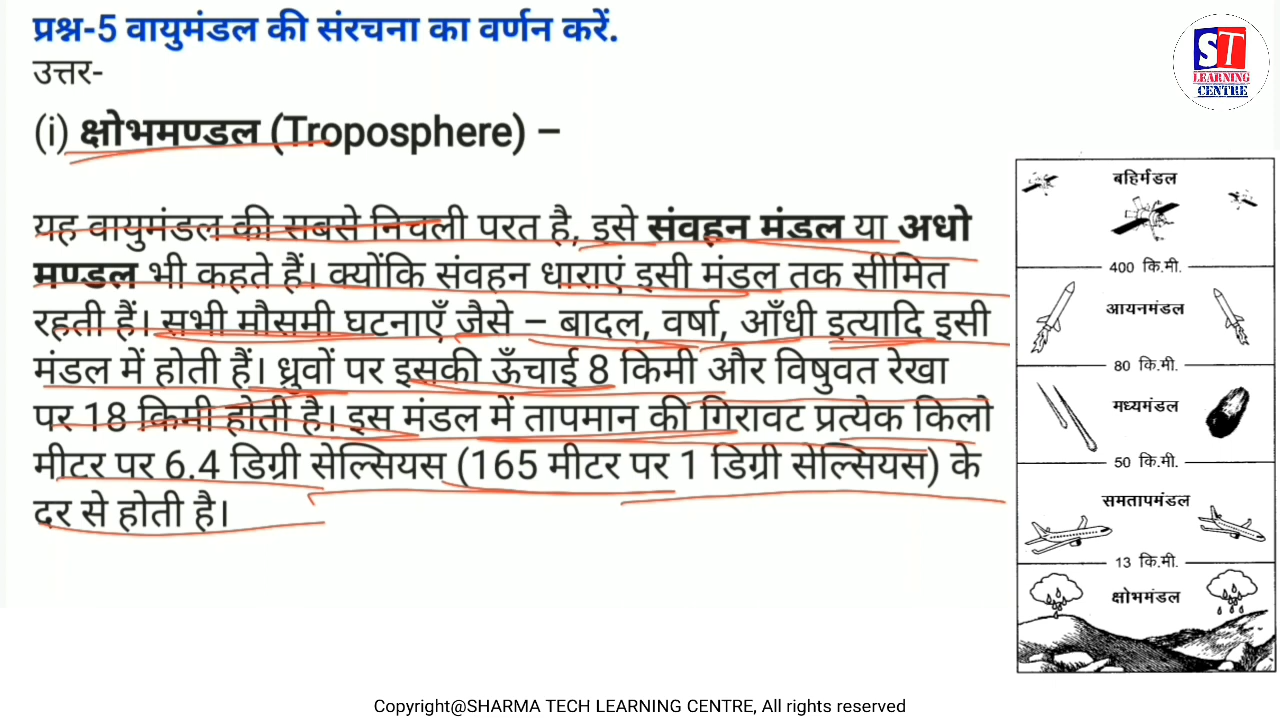 प्रश्न-5 वायुमंडल की संरचना का वर्णन करें.
उत्तर-
(i) क्षोभमण्डल (Troposphere) –
यह वायुमंडल की सबसे निचली परत है, इसे संवहन मंडल या अधो
मण्डल भी कहते हैं। क्योंकि संवहन धाराएं इसी मंडल तक सीमित
रहती हैं। सभी मौसमी घटनाएँ जैसे – बादल, वर्षा, आँधी इत्यादि इसी
मंडल में होती हैं। ध्रुवों पर इसकी ऊँचाई 8 किमी और विषुवत रेखा
पर 18 किमी होती है। इस मंडल में तापमान की गिरावट प्रत्येक किलो
मीटर पर 6.4 डिग्री सेल्सियस (165 मीटर पर 1 डिग्री सेल्सियस) के
दर से होती है।
ST
LEARNING
CENTRE
बहिर्मंडल
400 कि.मी.
आयनमंडल
80 कि.मी.
मध्यमंडल
50 कि.मी.
समतापमंडल
13 कि.मी.
क्षोभमंडल
Copyright@SHARMA TECH LEARNING CENTRE, All rights reserved